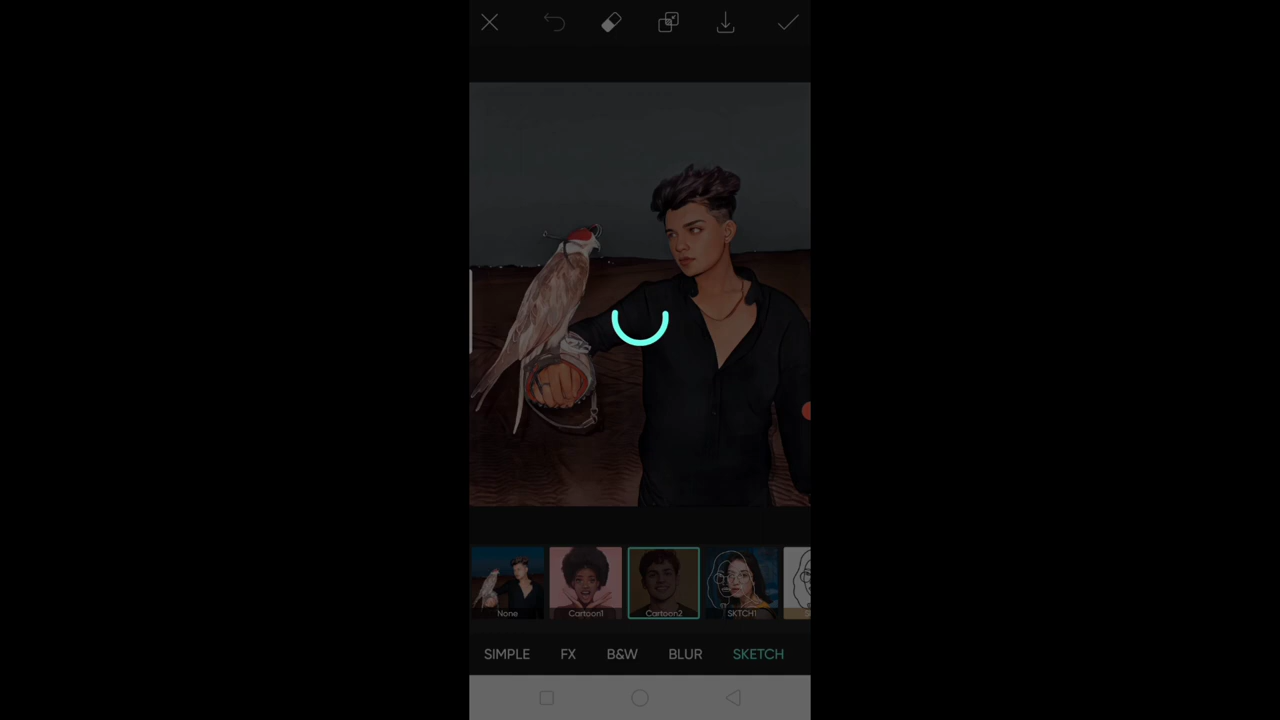 None
Cartoon1
Cartoon2
SKTCH1
SIMPLE
FX
B&W
BLUR
SKETCH